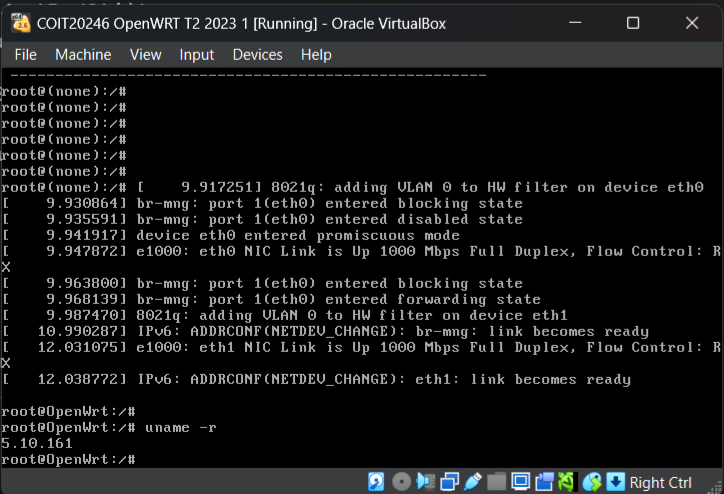 COIT20246 OpenWRT T2 2023 1 [Running] - Oracle VirtualBox
File Machine View Input Devices Help
-----------------------------------------------------
root@(none):/#
root@(none):/#
root@(none):/#
root@(none):/#
root@(none):/#
root@(none):/#
root@(none):/# [    9.917251] 8021q: adding VLAN 0 to HW filter on device eth0
[    9.930864] br-mng: port 1(eth0) entered blocking state
[    9.935591] br-mng: port 1(eth0) entered disabled state
[    9.941917] device eth0 entered promiscuous mode
[    9.947872] e1000: eth0 NIC Link is Up 1000 Mbps Full Duplex, Flow Control: R
X
[    9.963800] br-mng: port 1(eth0) entered blocking state
[    9.968139] br-mng: port 1(eth0) entered forwarding state
[    9.987470] 8021q: adding VLAN 0 to HW filter on device eth1
[   10.990287] IPv6: ADDRCONF(NETDEV_CHANGE): br-mng: link becomes ready
[   12.031075] e1000: eth1 NIC Link is Up 1000 Mbps Full Duplex, Flow Control: R
X
[   12.038772] IPv6: ADDRCONF(NETDEV_CHANGE): eth1: link becomes ready
root@OpenWrt:/#
root@OpenWrt:/# uname -r
5.10.161
root@OpenWrt:/#
Right Ctrl